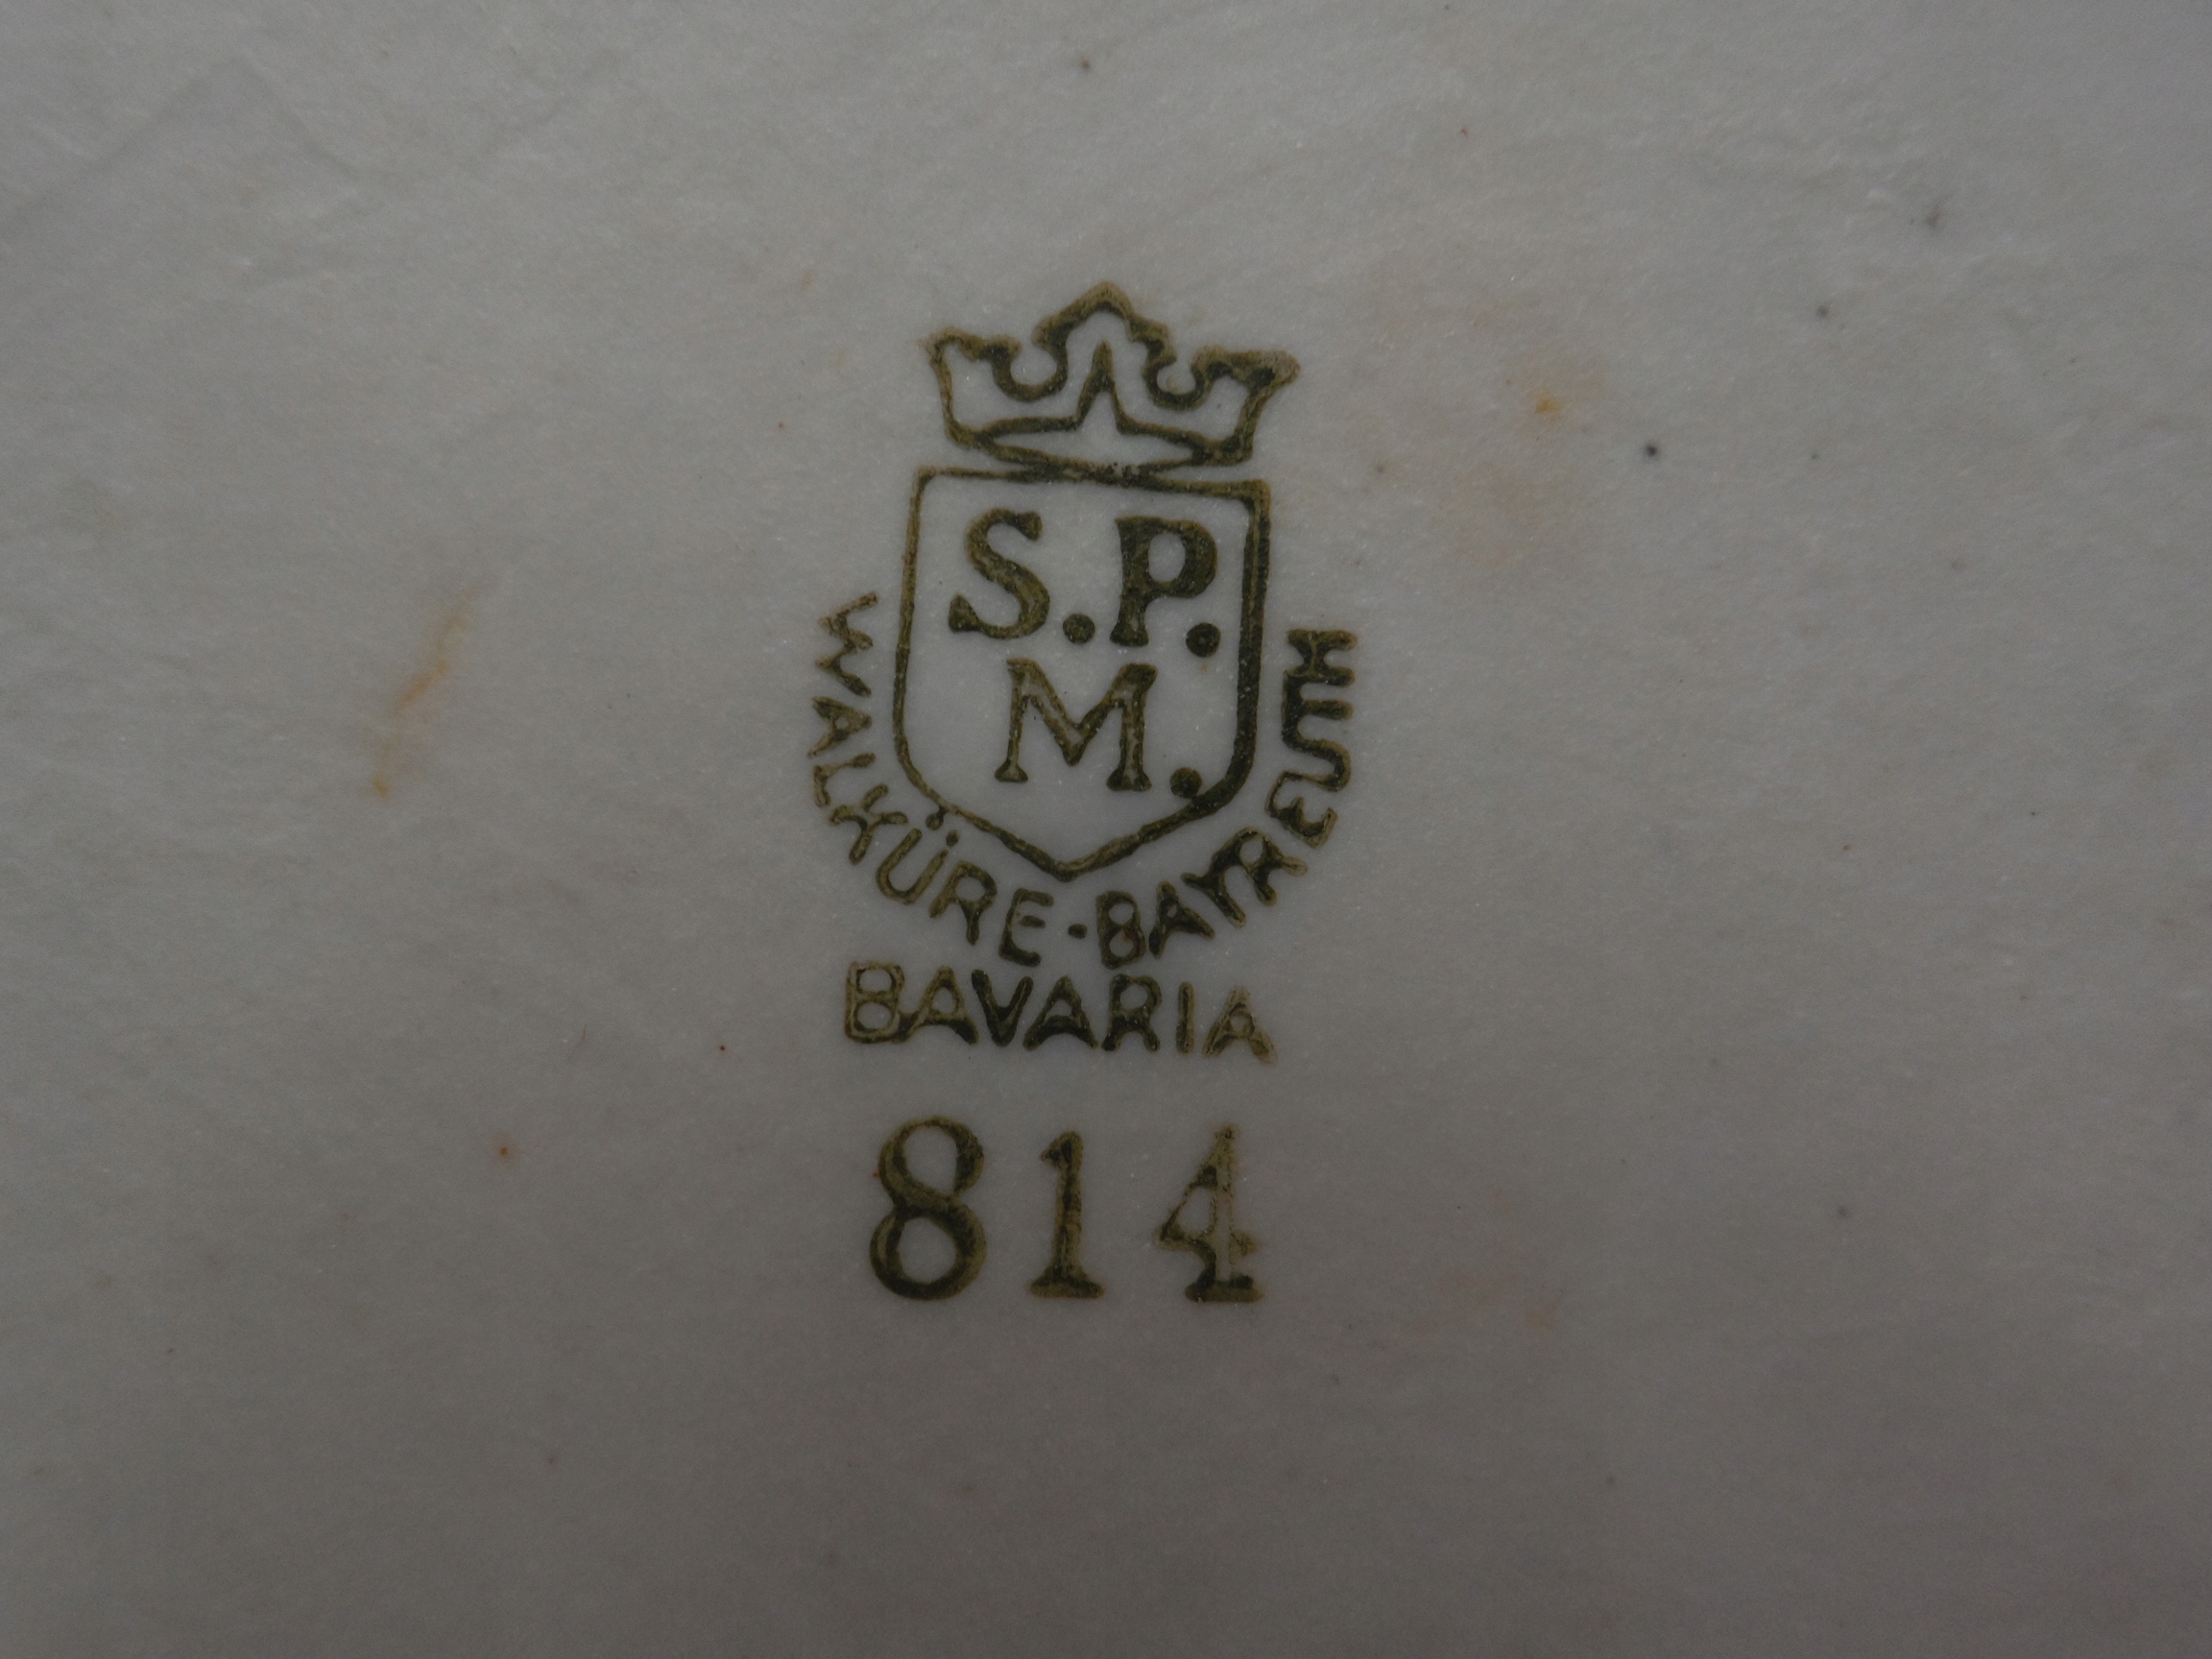 S.P.
M.
WALKÜRE-BAYREUTH
BAVARIA
814